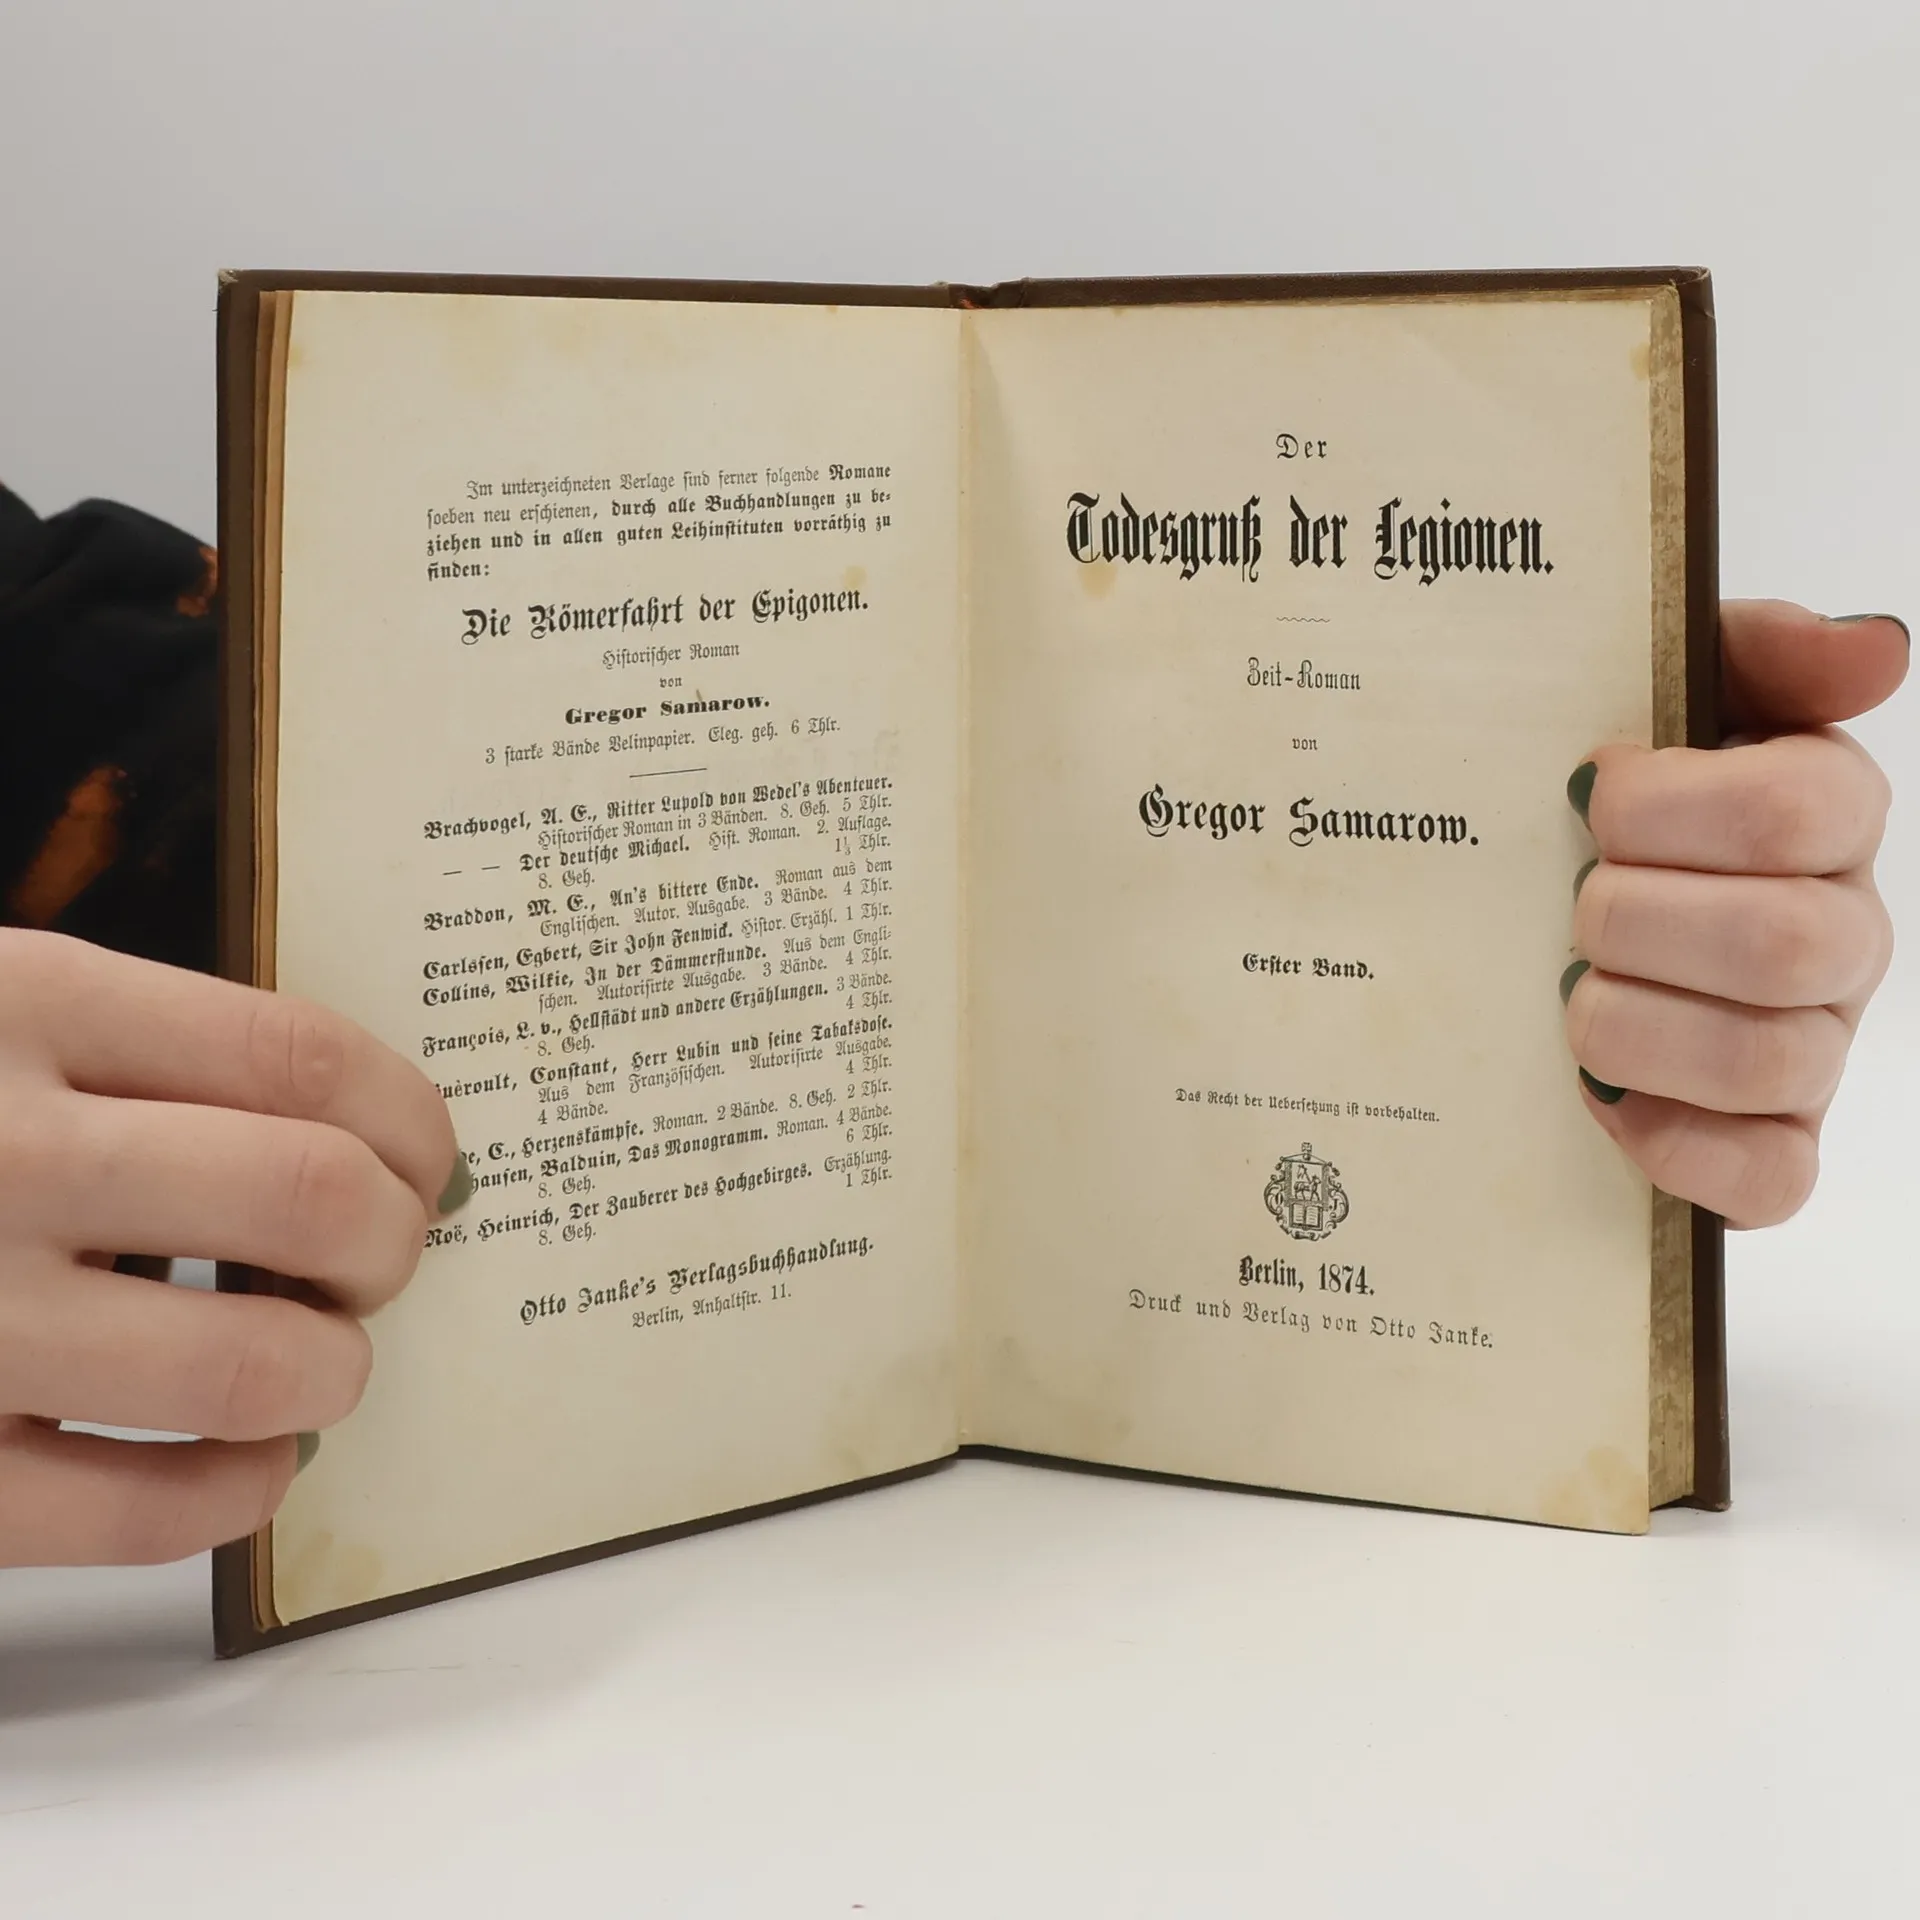 Im unterzeichneten Verlage sind ferner folgende Romane
soeben neu erschienen, durch alle Buchhandlungen zu be-
ziehen und in allen guten Leihinstituten vorräthig zu
finden:
Die Römerfahrt der Epigonen.
Historischer Roman
von
Gregor Samarow.
3 starke Bände Velinpapier. Eleg. geh. 6 Thlr.
Brachvogel, A. E., Ritter Lupold von Wedel's Abenteuer.
Historischer Roman in 3 Bänden. 8. Geh. 5 Thlr.
— — Der deutsche Michael. Hist. Roman. 2. Auflage.
8. Geh. 1⅓ Thlr.
Braddon, M. E., An's bittere Ende. Roman aus dem
Englischen. Autor. Ausgabe. 3 Bände. 4 Thlr.
Carlssen, Egbert, Sir John Fenwick. Histor. Erzähl. 1 Thlr.
Collins, Wilkie, In der Dämmerstunde. Aus dem Engli-
schen. Autorisirte Ausgabe. 3 Bände. 4 Thlr.
François, L. v., Hellstädt und andere Erzählungen. 3 Bände.
8. Geh. 4 Thlr.
Constant, Herr Lubin und seine Tabaksdose.
Aus dem Französischen. Autorisirte Ausgabe.
4 Bände. 4 Thlr.
C., Herzenskämpfe. Roman. 2 Bände. 8. Geh. 2 Thlr.
Balduin, Das Monogramm. Roman. 4 Bände.
8. Geh. 6 Thlr.
Noë, Heinrich, Der Zauberer des Hochgebirges. Erzählung.
8. Geh. 1 Thlr.
Otto Janke's Verlagsbuchhandlung.
Berlin, Anhaltstr. 11.
Der
Todesgruß der Legionen.
Zeit-Roman
von
Gregor Samarow.
Erster Band.
Das Recht der Uebersetzung ist vorbehalten.
Berlin, 1874.
Druck und Verlag von Otto Janke.